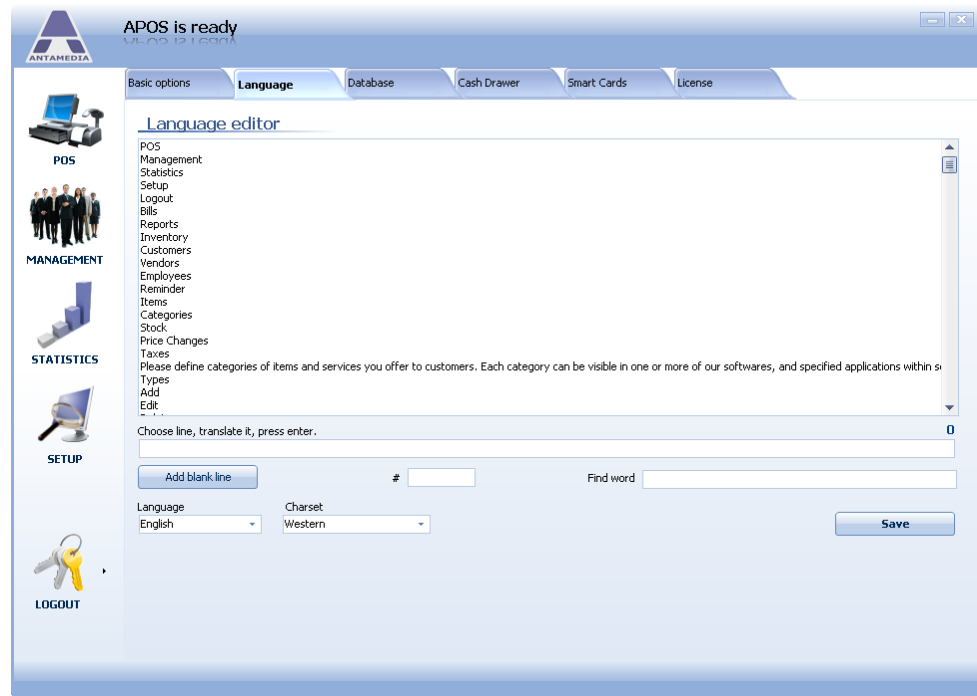 APOS is ready
ANTAMEDIA
Basic options
Language
Database
Cash Drawer
Smart Cards
License
POS
MANAGEMENT
STATISTICS
SETUP
LOGOUT
Language editor
POS
Management
Statistics
Setup
Logout
Bills
Reports
Inventory
Customers
Vendors
Employees
Reminder
Items
Categories
Stock
Price Changes
Taxes
Please define categories of items and services you offer to customers. Each category can be visible in one or more of our softwares, and specified applications within
Types
Add
Edit
Choose line, translate it, press enter.
0
Add blank line
#
Find word
Language
Charset
English
Western
Save